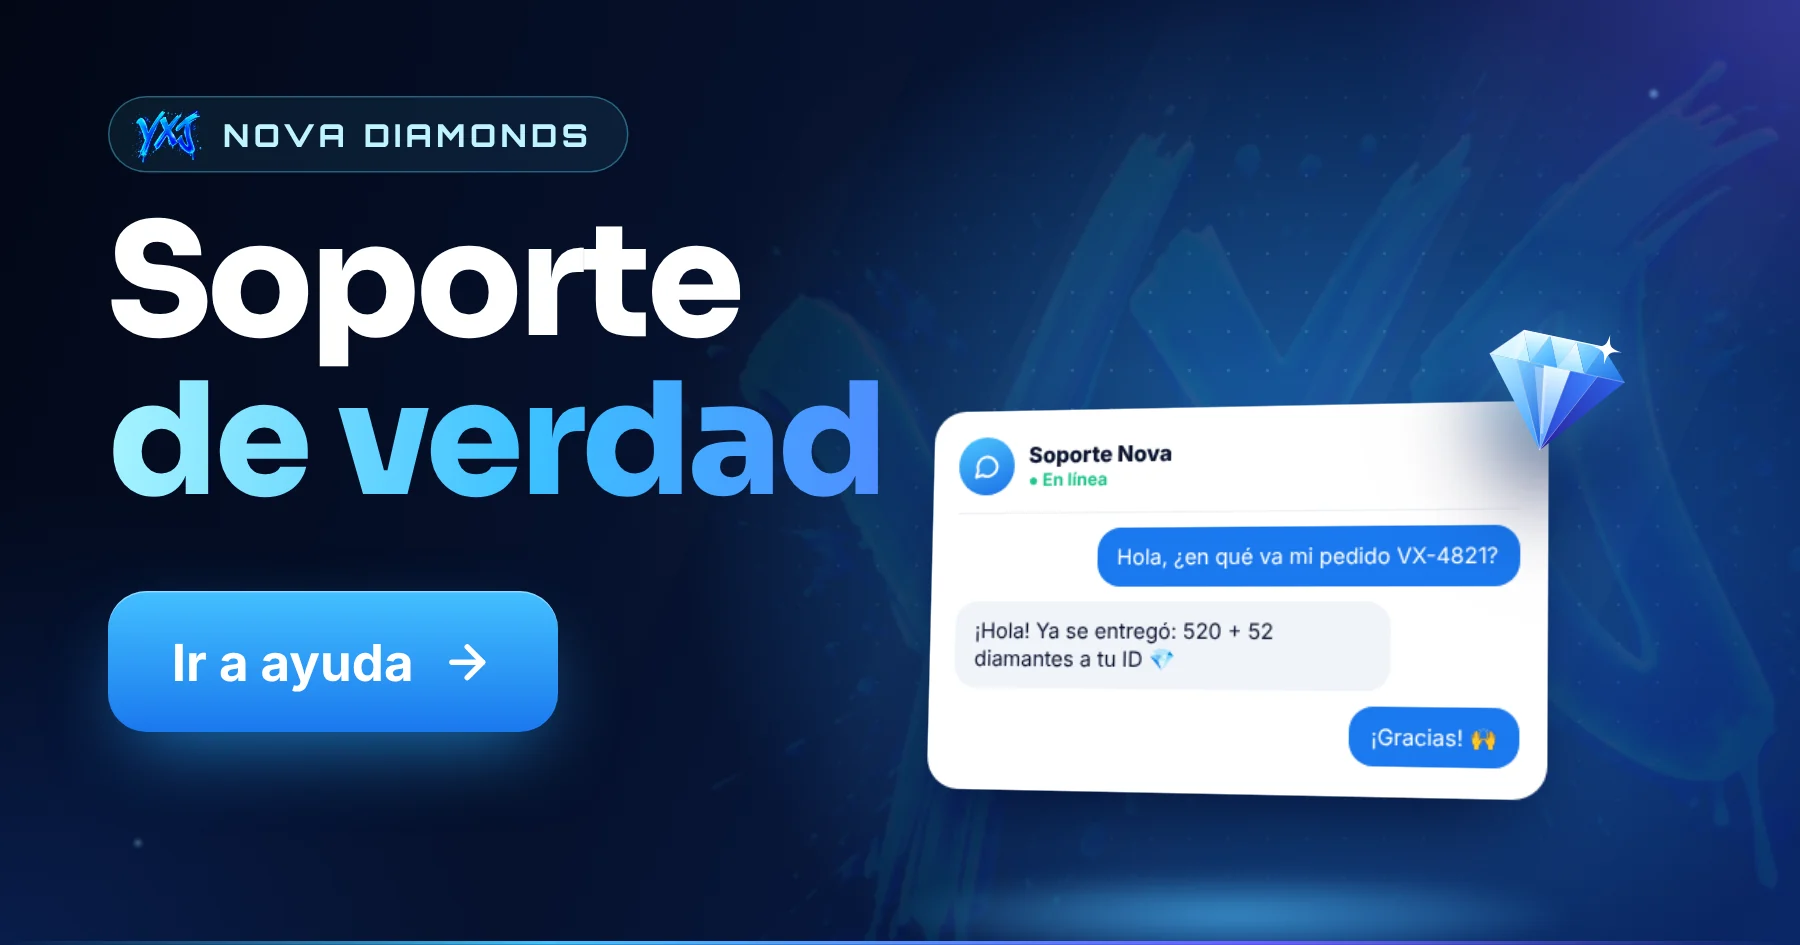 YXJ NOVA DIAMONDS
Soporte
de verdad
Ir a ayuda →
Soporte Nova
• En línea
Hola, ¿en qué va mi pedido VX-4821?
¡Hola! Ya se entregó: 520 + 52
diamantes a tu ID 💎
¡Gracias! 🙌